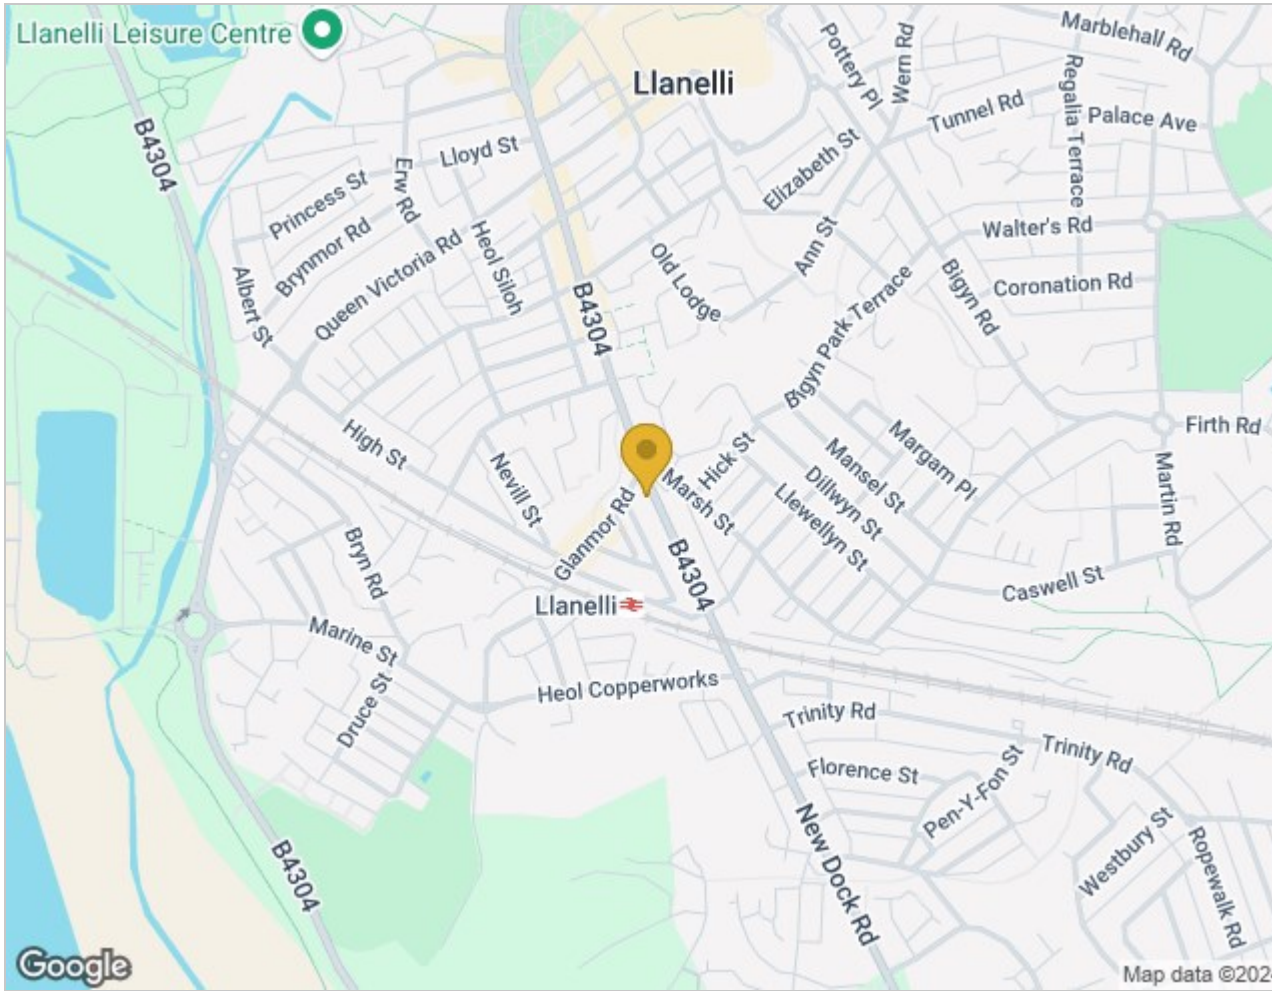 Llanelli Leisure Centre
Llanelli
Marblehall Rd
Pottery Pl
Wern Rd
Regalia Terrace
Tunnel Rd
Palace Ave
B4304
Lloyd St
Erw Rd
Elizabeth St
Princess St
Brynmor Rd
Queen Victoria Rd
Heol Siloh
Old Lodge
Ann St
Walter's Rd
Albert St
Bigyn Rd
Coronation Rd
B4304
Bigyn Park Terrace
High St
Nevill St
Hick St
Marsh St
Margam Pl
Mansel St
Dillwyn St
Llewellyn St
Firth Rd
Martin Rd
Glanmor Rd
Bryn Rd
B4304
Caswell St
Llanelli
Marine St
Druce St
Heol Copperworks
Trinity Rd
Trinity Rd
Florence St
Pen-Y-Fon St
New Dock Rd
Westbury St
Ropewalk Rd
B4304
Google
Map data ©2024